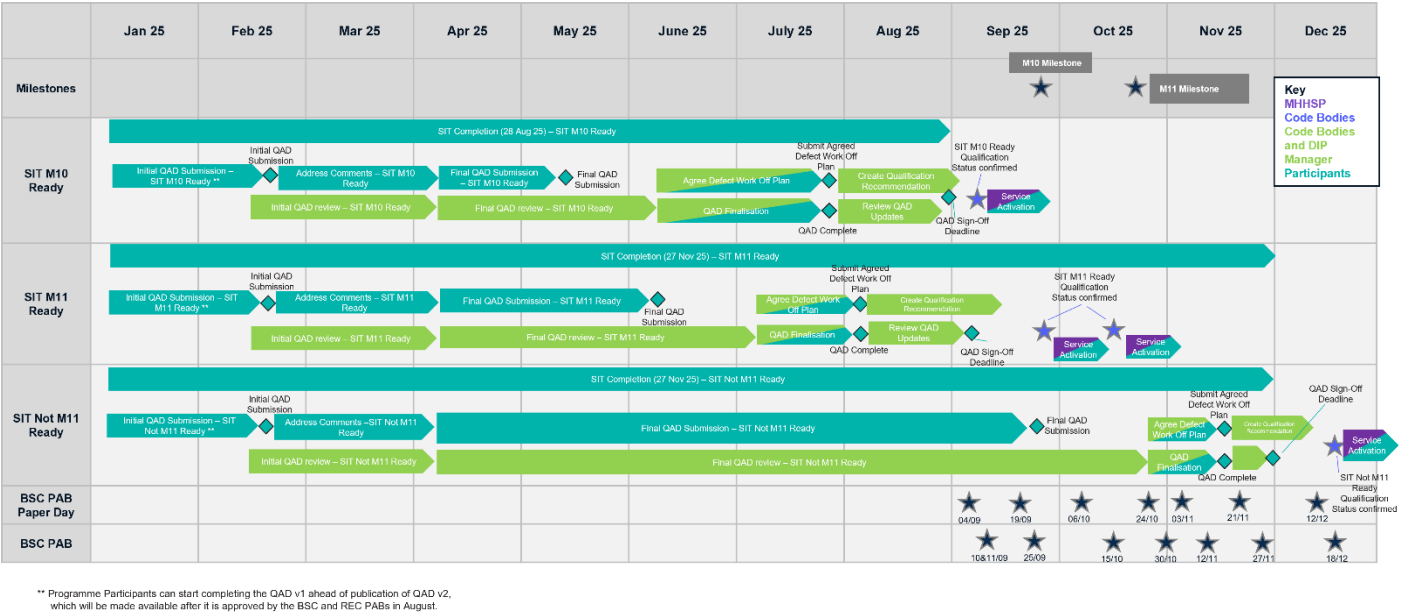 Jan 25
Feb 25
Mar 25
Apr 25
May 25
June 25
July 25
Aug 25
Sep 25
Oct 25
Nov 25
Dec 25
Milestones
M10 Milestone
M11 Milestone
Key
MHHSP
Code Bodies
Code Bodies
and DIP
Manager
Participants
SIT M10
Ready
SIT Completion (28 Aug 25) – SIT M10 Ready
Initial QAD Submission –
SIT M10 Ready **
Initial QAD
Submission
Address Comments – SIT M10
Ready
Final QAD Submission
– SIT M10 Ready
Final QAD
Submission
Agree Defect Work Off Plan
Submit Agreed
Defect Work Off
Plan
Create Qualification
Recommendation
SIT M10 Ready
Qualification
Status confirmed
Service
Activation
Initial QAD review – SIT M10 Ready
Final QAD review – SIT M10 Ready
QAD Finalisation
QAD Complete
Review QAD
Updates
QAD Sign-Off
Deadline
SIT M11
Ready
SIT Completion (27 Nov 25) – SIT M11 Ready
Initial QAD Submission – SIT
M11 Ready **
Initial QAD
Submission
Address Comments – SIT M11
Ready
Final QAD Submission – SIT M11 Ready
Final QAD
Submission
Agree Defect Work
Off Plan
Submit Agreed
Defect Work Off
Plan
Create Qualification
Recommendation
SIT M11 Ready
Qualification
Status confirmed
Service
Activation
Service
Activation
Initial QAD review – SIT M11 Ready
Final QAD review – SIT M11 Ready
QAD Finalisation
QAD Complete
Review QAD
Updates
QAD Sign-Off
Deadline
SIT Not M11
Ready
SIT Completion (27 Nov 25) – SIT Not M11 Ready
Initial QAD Submission – SIT
Not M11 Ready **
Initial QAD
Submission
Address Comments –SIT Not M11
Ready
Final QAD Submission – SIT Not M11 Ready
Final QAD
Submission
Agree Defect
Work Off Plan
Submit Agreed
Defect Work Off
Plan
Create Qualification
Recommendation
QAD Sign-Off
Deadline
Service
Activation
Initial QAD review – SIT Not M11 Ready
Final QAD review – SIT Not M11 Ready
QAD
Finalisation
QAD Complete
SIT Not M11
Ready
Qualification
Status confirmed
BSC PAB
Paper Day
04/09
19/09
06/10
24/10
03/11
21/11
12/12
BSC PAB
10&11/09
25/09
15/10
30/10
12/11
27/11
18/12
** Programme Participants can start completing the QAD v1 ahead of publication of QAD v2,
which will be made available after it is approved by the BSC and REC PABs in August.